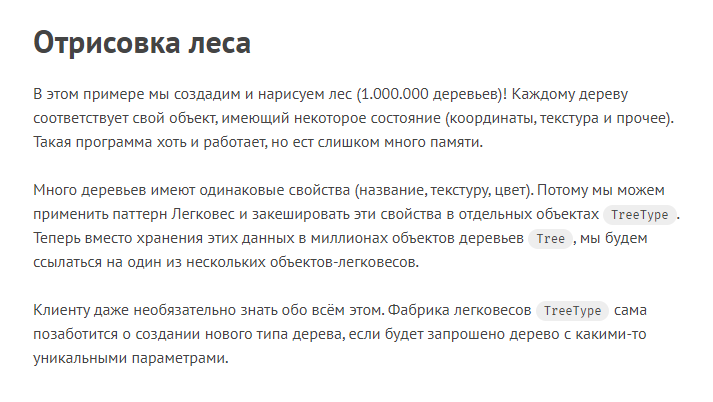 Отрисовка леса
В этом примере мы создадим и нарисуем лес (1.000.000 деревьев)! Каждому дереву
соответствует свой объект, имеющий некоторое состояние (координаты, текстура и прочее).
Такая программа хоть и работает, но ест слишком много памяти.
Много деревьев имеют одинаковые свойства (название, текстуру, цвет). Потому мы можем
применить паттерн Легковес и закешировать эти свойства в отдельных объектах TreeType.
Теперь вместо хранения этих данных в миллионах объектов деревьев Tree, мы будем
ссылаться на один из нескольких объектов-легковесов.
Клиенту даже необязательно знать обо всём этом. Фабрика легковесов TreeType сама
позаботится о создании нового типа дерева, если будет запрошено дерево с какими-то
уникальными параметрами.